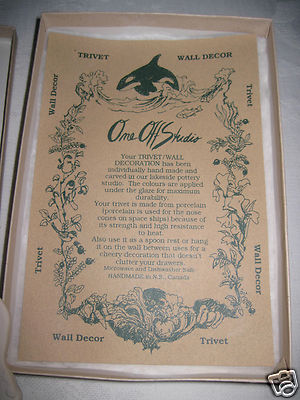 TRIVET WALL DECOR
Wall Decor
Trivet
One Off Studio
Your TRIVET/WALL
DECORATION has been
individually hand made and
carved in our lakeside pottery
studio. The colours are applied
under the glaze for maximum
durability.
Your trivet is made from porcelain
(porcelain is used for the nose
cones on space ships) because of
its strength and high resistance
to heat.
Also use it as a spoon rest or hang
it on the wall between uses for a
cheery decoration that doesn't
clutter your drawers.
Microwave and Dishwasher Safe
HANDMADE in N.S., Canada
Trivet
Wall Decor
Wall Decor
Trivet